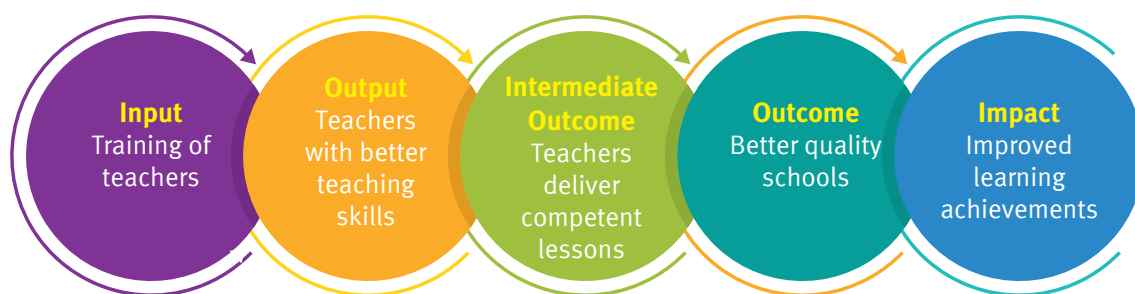 Input
Training of
teachers
Output
Teachers
with better
teaching
skills
Intermediate
Outcome
Teachers
deliver
competent
lessons
Outcome
Better quality
schools
Impact
Improved
learning
achievements